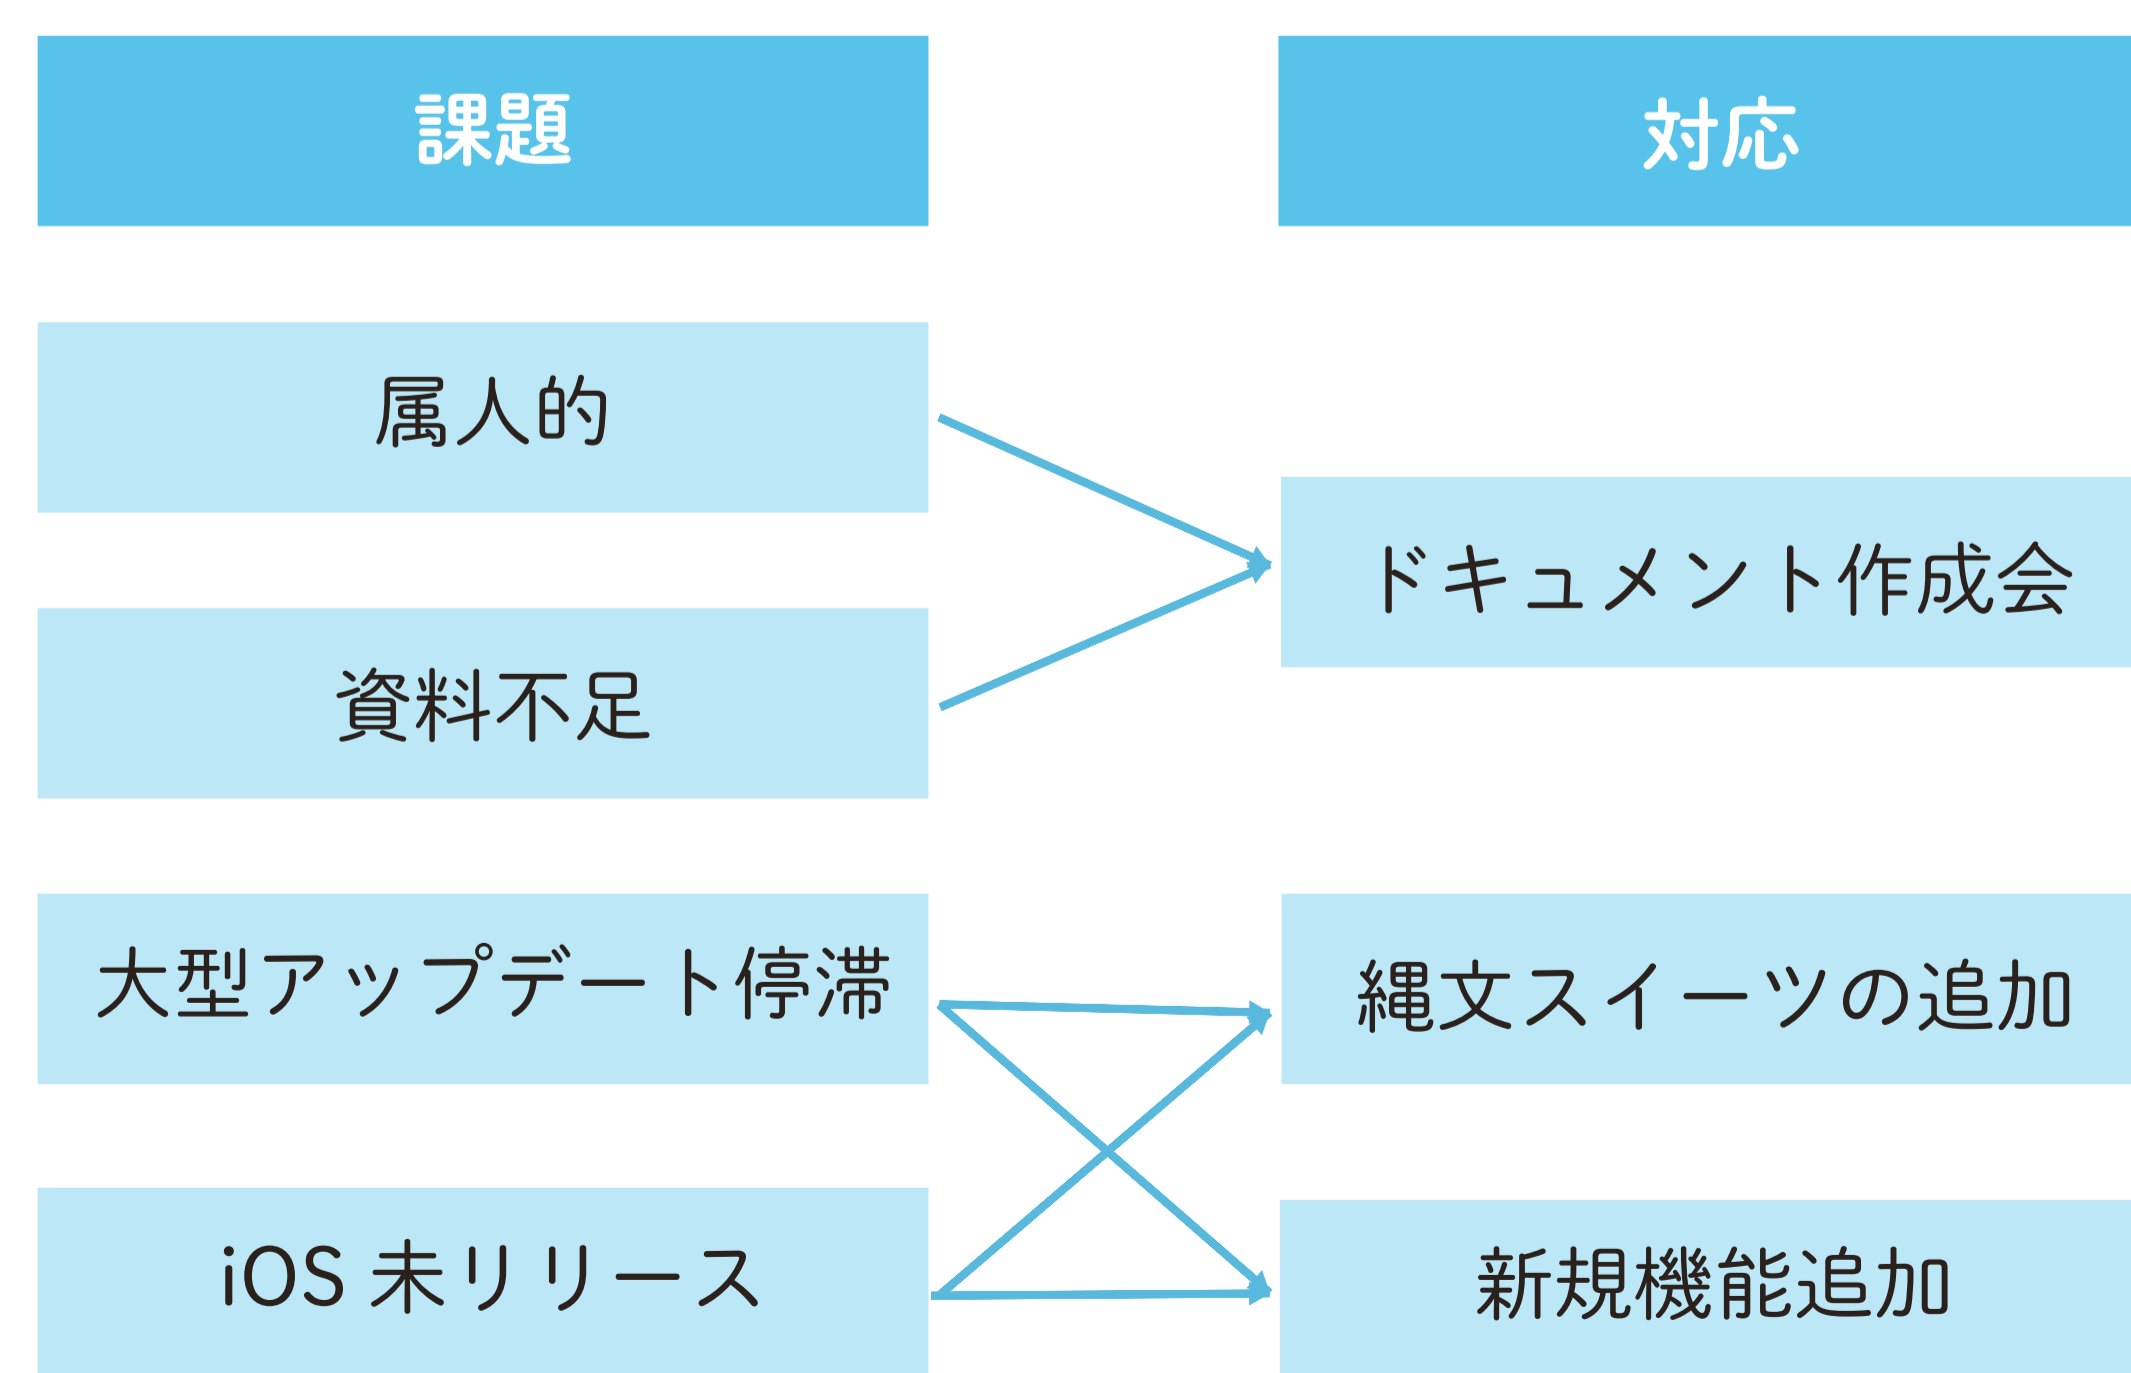 課題
対応
属人的
ドキュメント作成会
資料不足
大型アップデート停滞
縄文スイーツの追加
iOS 未リリース
新規機能追加